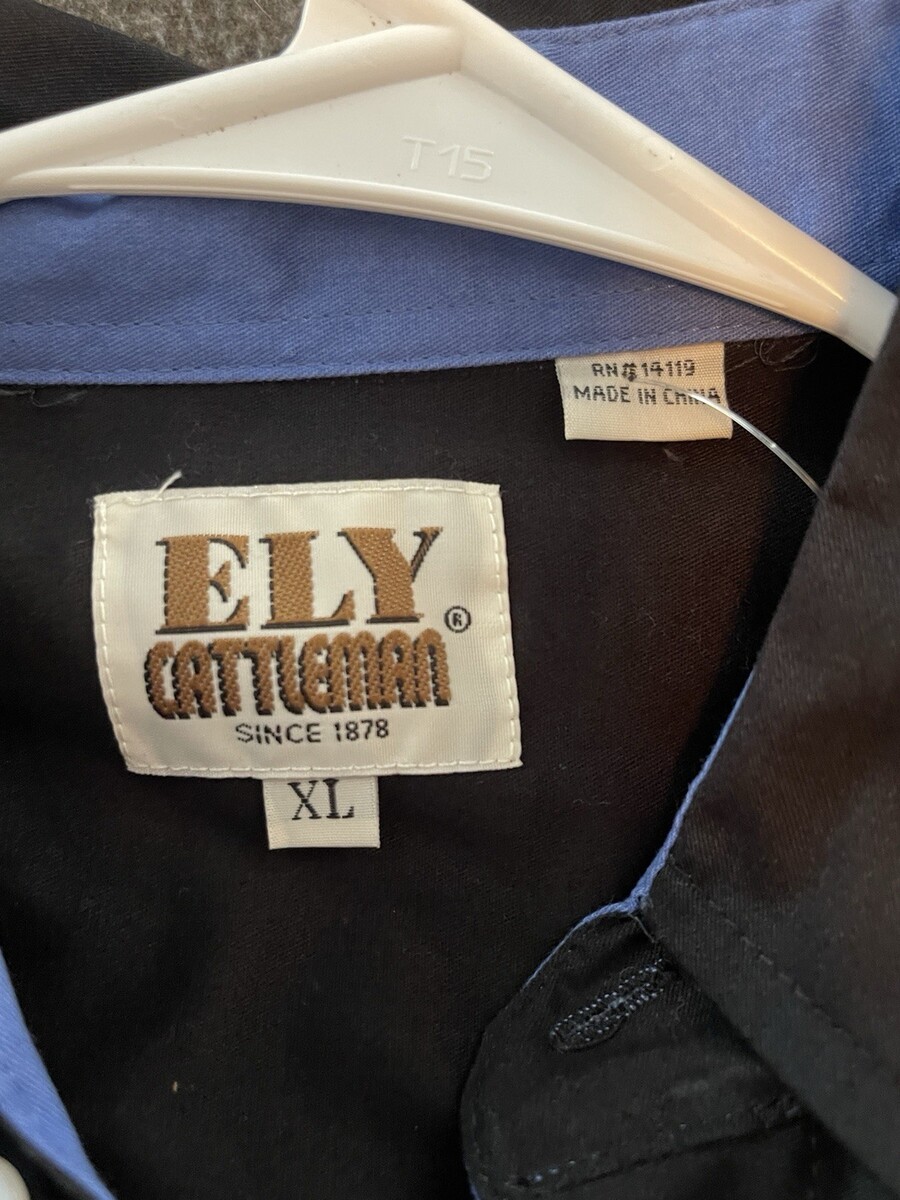 T15
RN# 14119
MADE IN CHINA
ELY
®
CATTLEMAN
SINCE 1878
XL